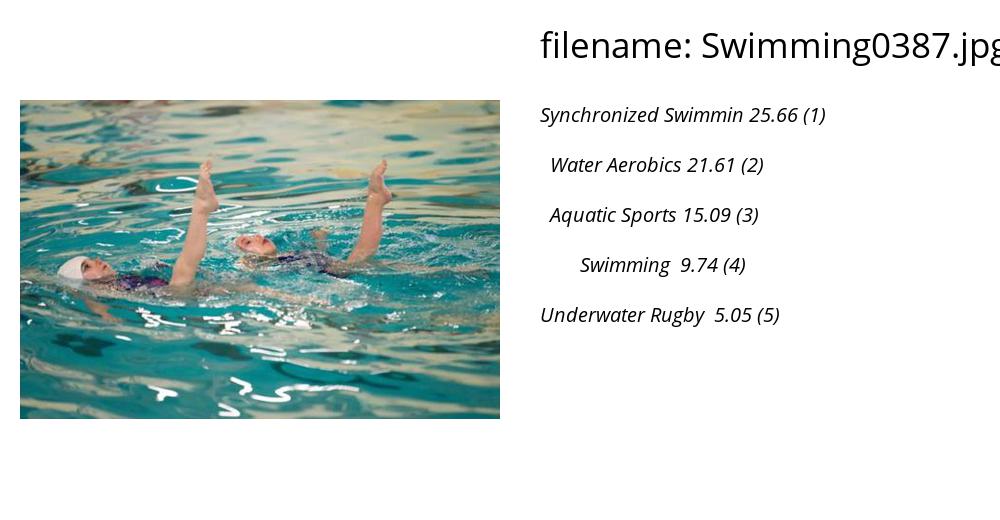 filename: Swimming0387.jpg
Synchronized Swimmin 25.66 (1)
Water Aerobics 21.61 (2)
Aquatic Sports 15.09 (3)
Swimming 9.74 (4)
Underwater Rugby 5.05 (5)